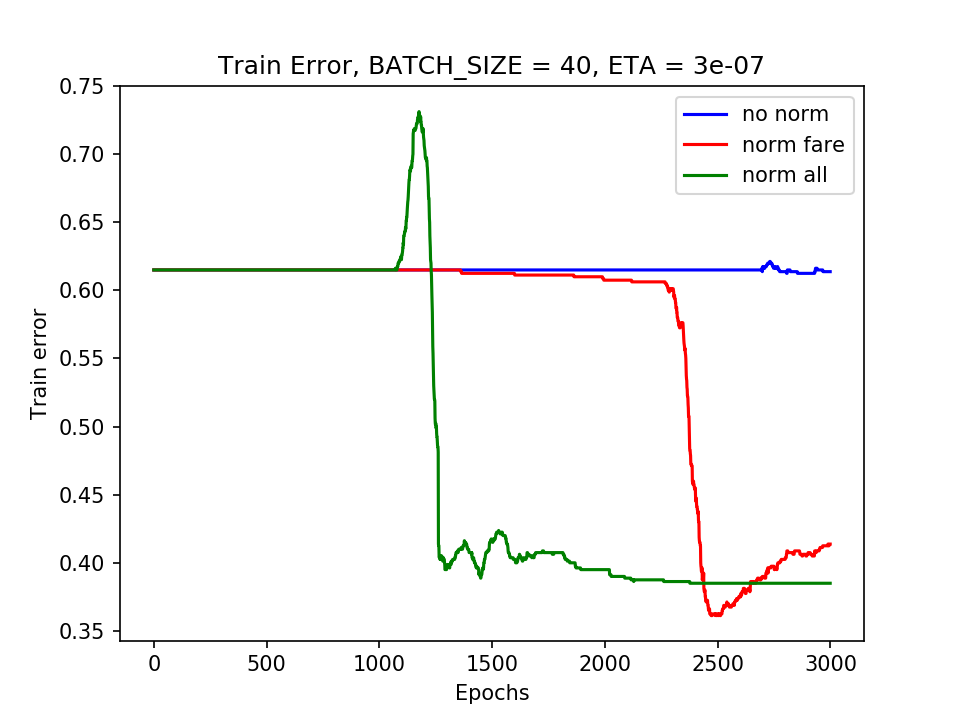 Train Error, BATCH_SIZE = 40, ETA = 3e-07
no norm
norm fare
norm all
Train error
0.75
0.70
0.65
0.60
0.55
0.50
0.45
0.40
0.35
0 500 1000 1500 2000 2500 3000
Epochs